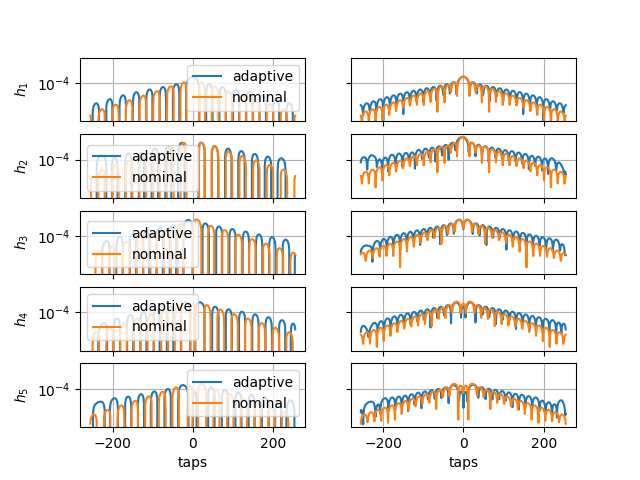 h₁
10⁻⁴
adaptive
nominal
h₂
10⁻⁴
adaptive
nominal
h₃
10⁻⁴
adaptive
nominal
h₄
10⁻⁴
adaptive
nominal
h₅
10⁻⁴
adaptive
nominal
−200 0 200
−200 0 200
taps
taps